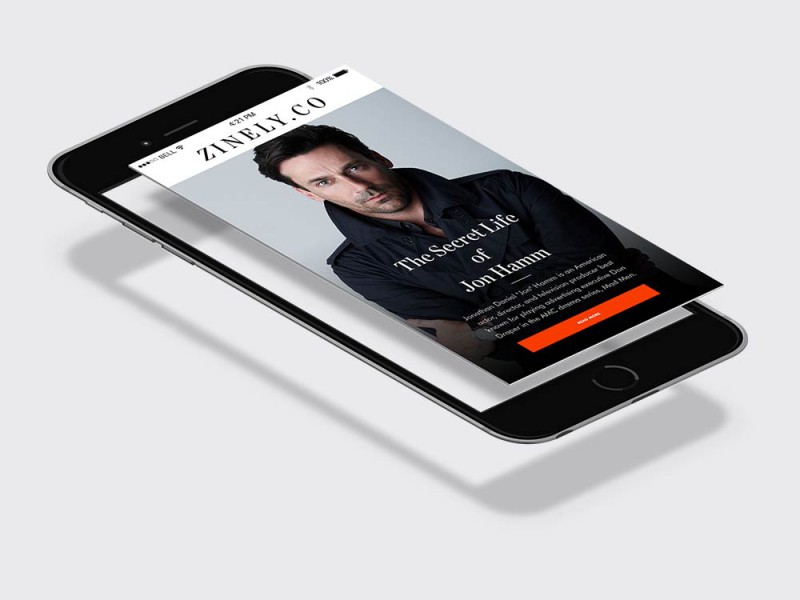 BELL
4:21 PM
100%
ZINELY.CO
The Secret Life
of
Jon Hamm
Jonathan Daniel "Jon" Hamm is an American
actor, director, and television producer best
known for playing advertising executive Don
Draper in the AMC drama series, Mad Men.
READ MORE